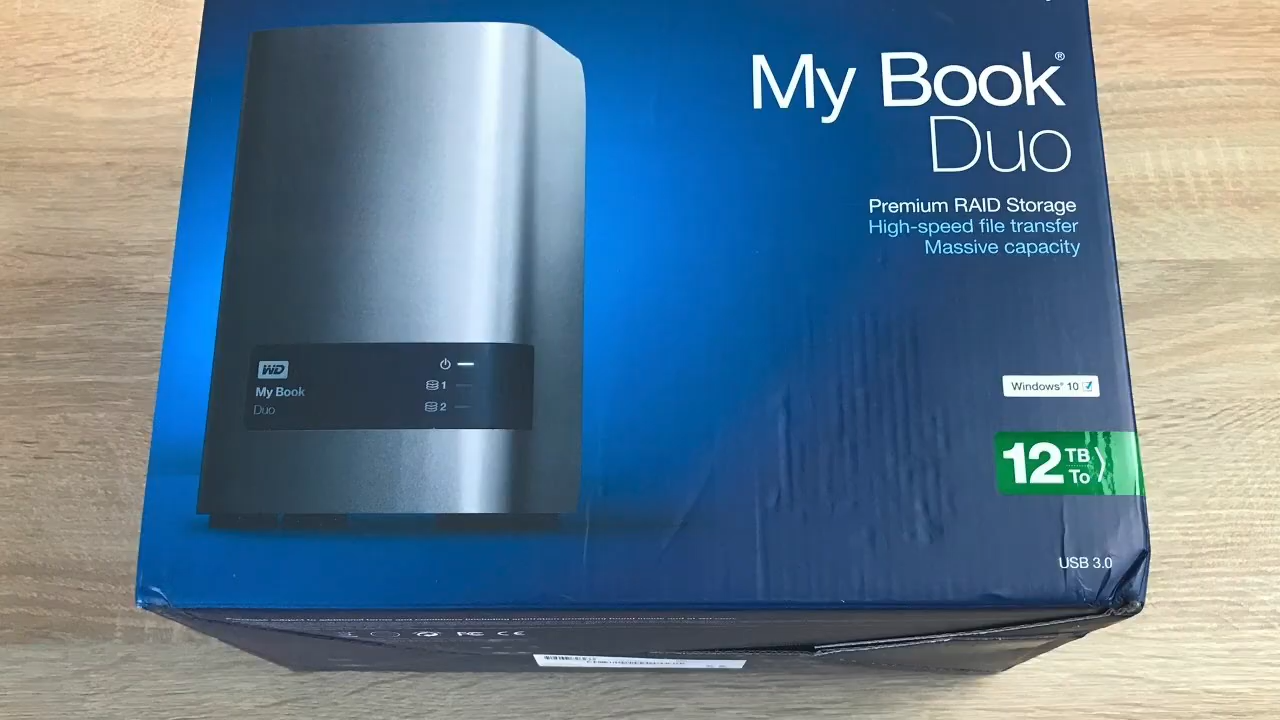 My Book®
Duo
Premium RAID Storage
High-speed file transfer
Massive capacity
WD
My Book
Duo
1
2
Windows® 10
12 TB
To
USB 3.0